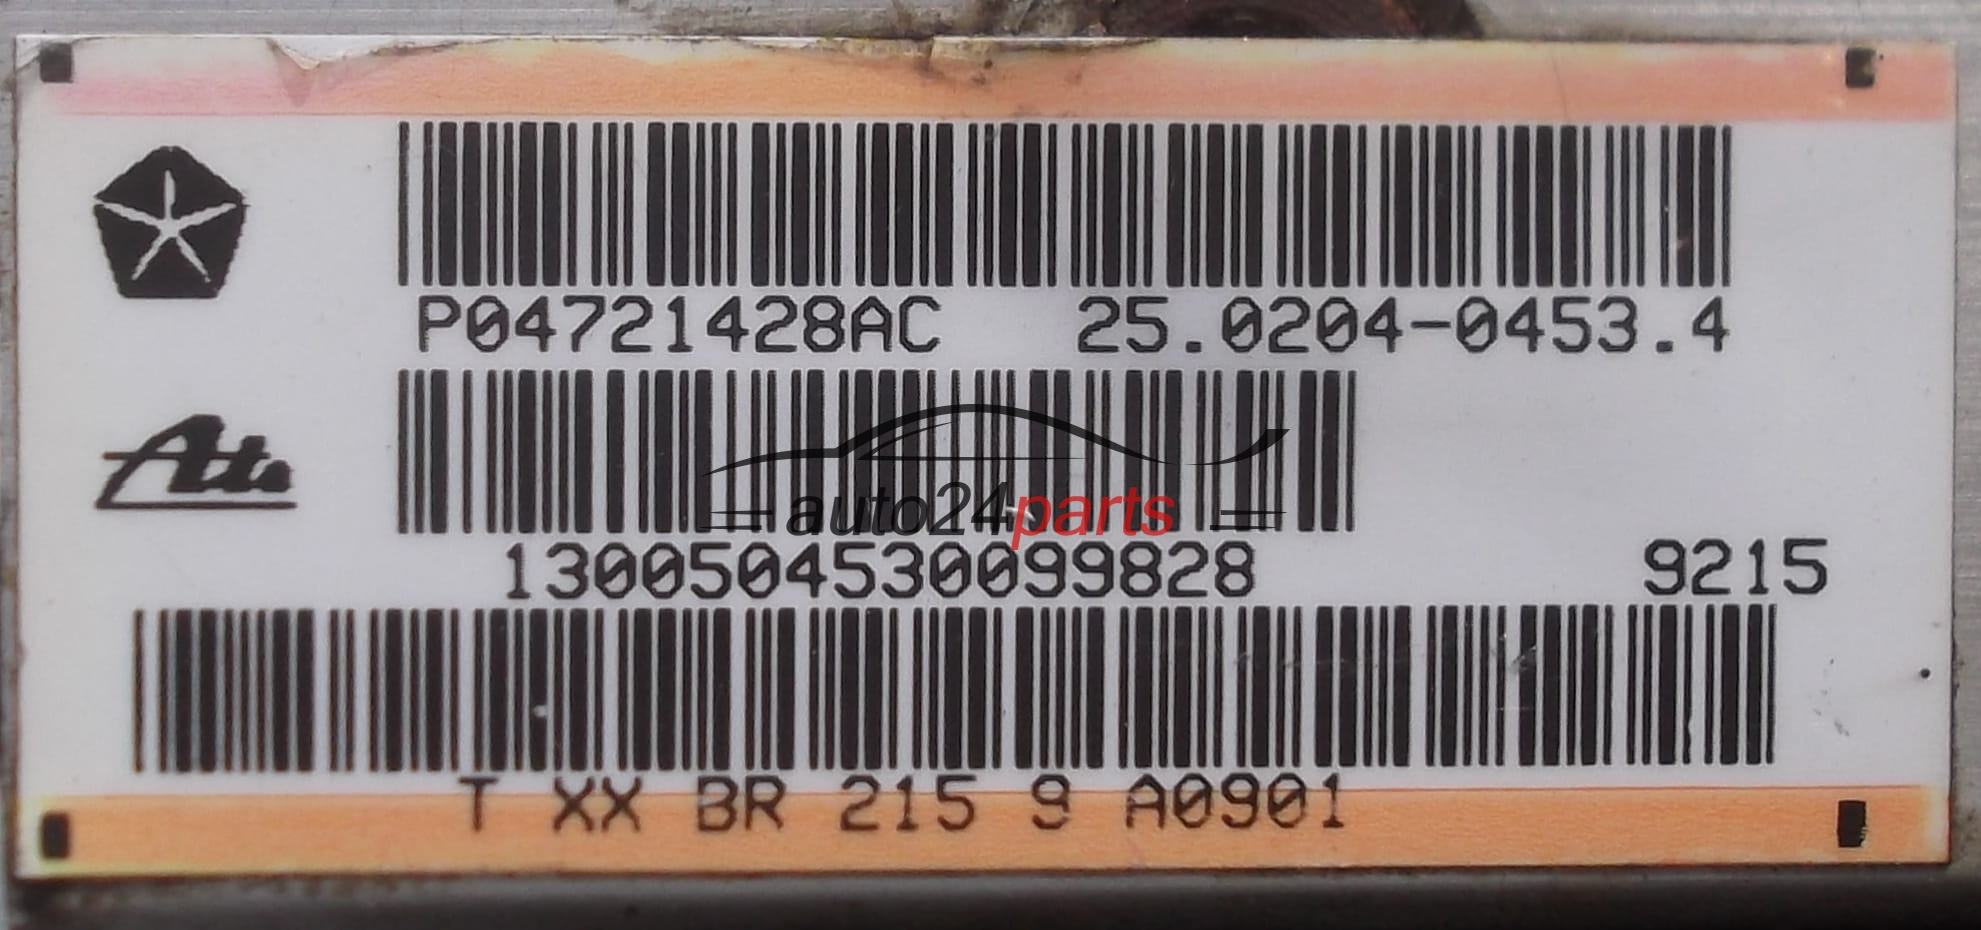 P04721428AC 25.0204-0453.4
Ate
auto24parts
1300504530099828 9215
T XX BR 215 9 A0901